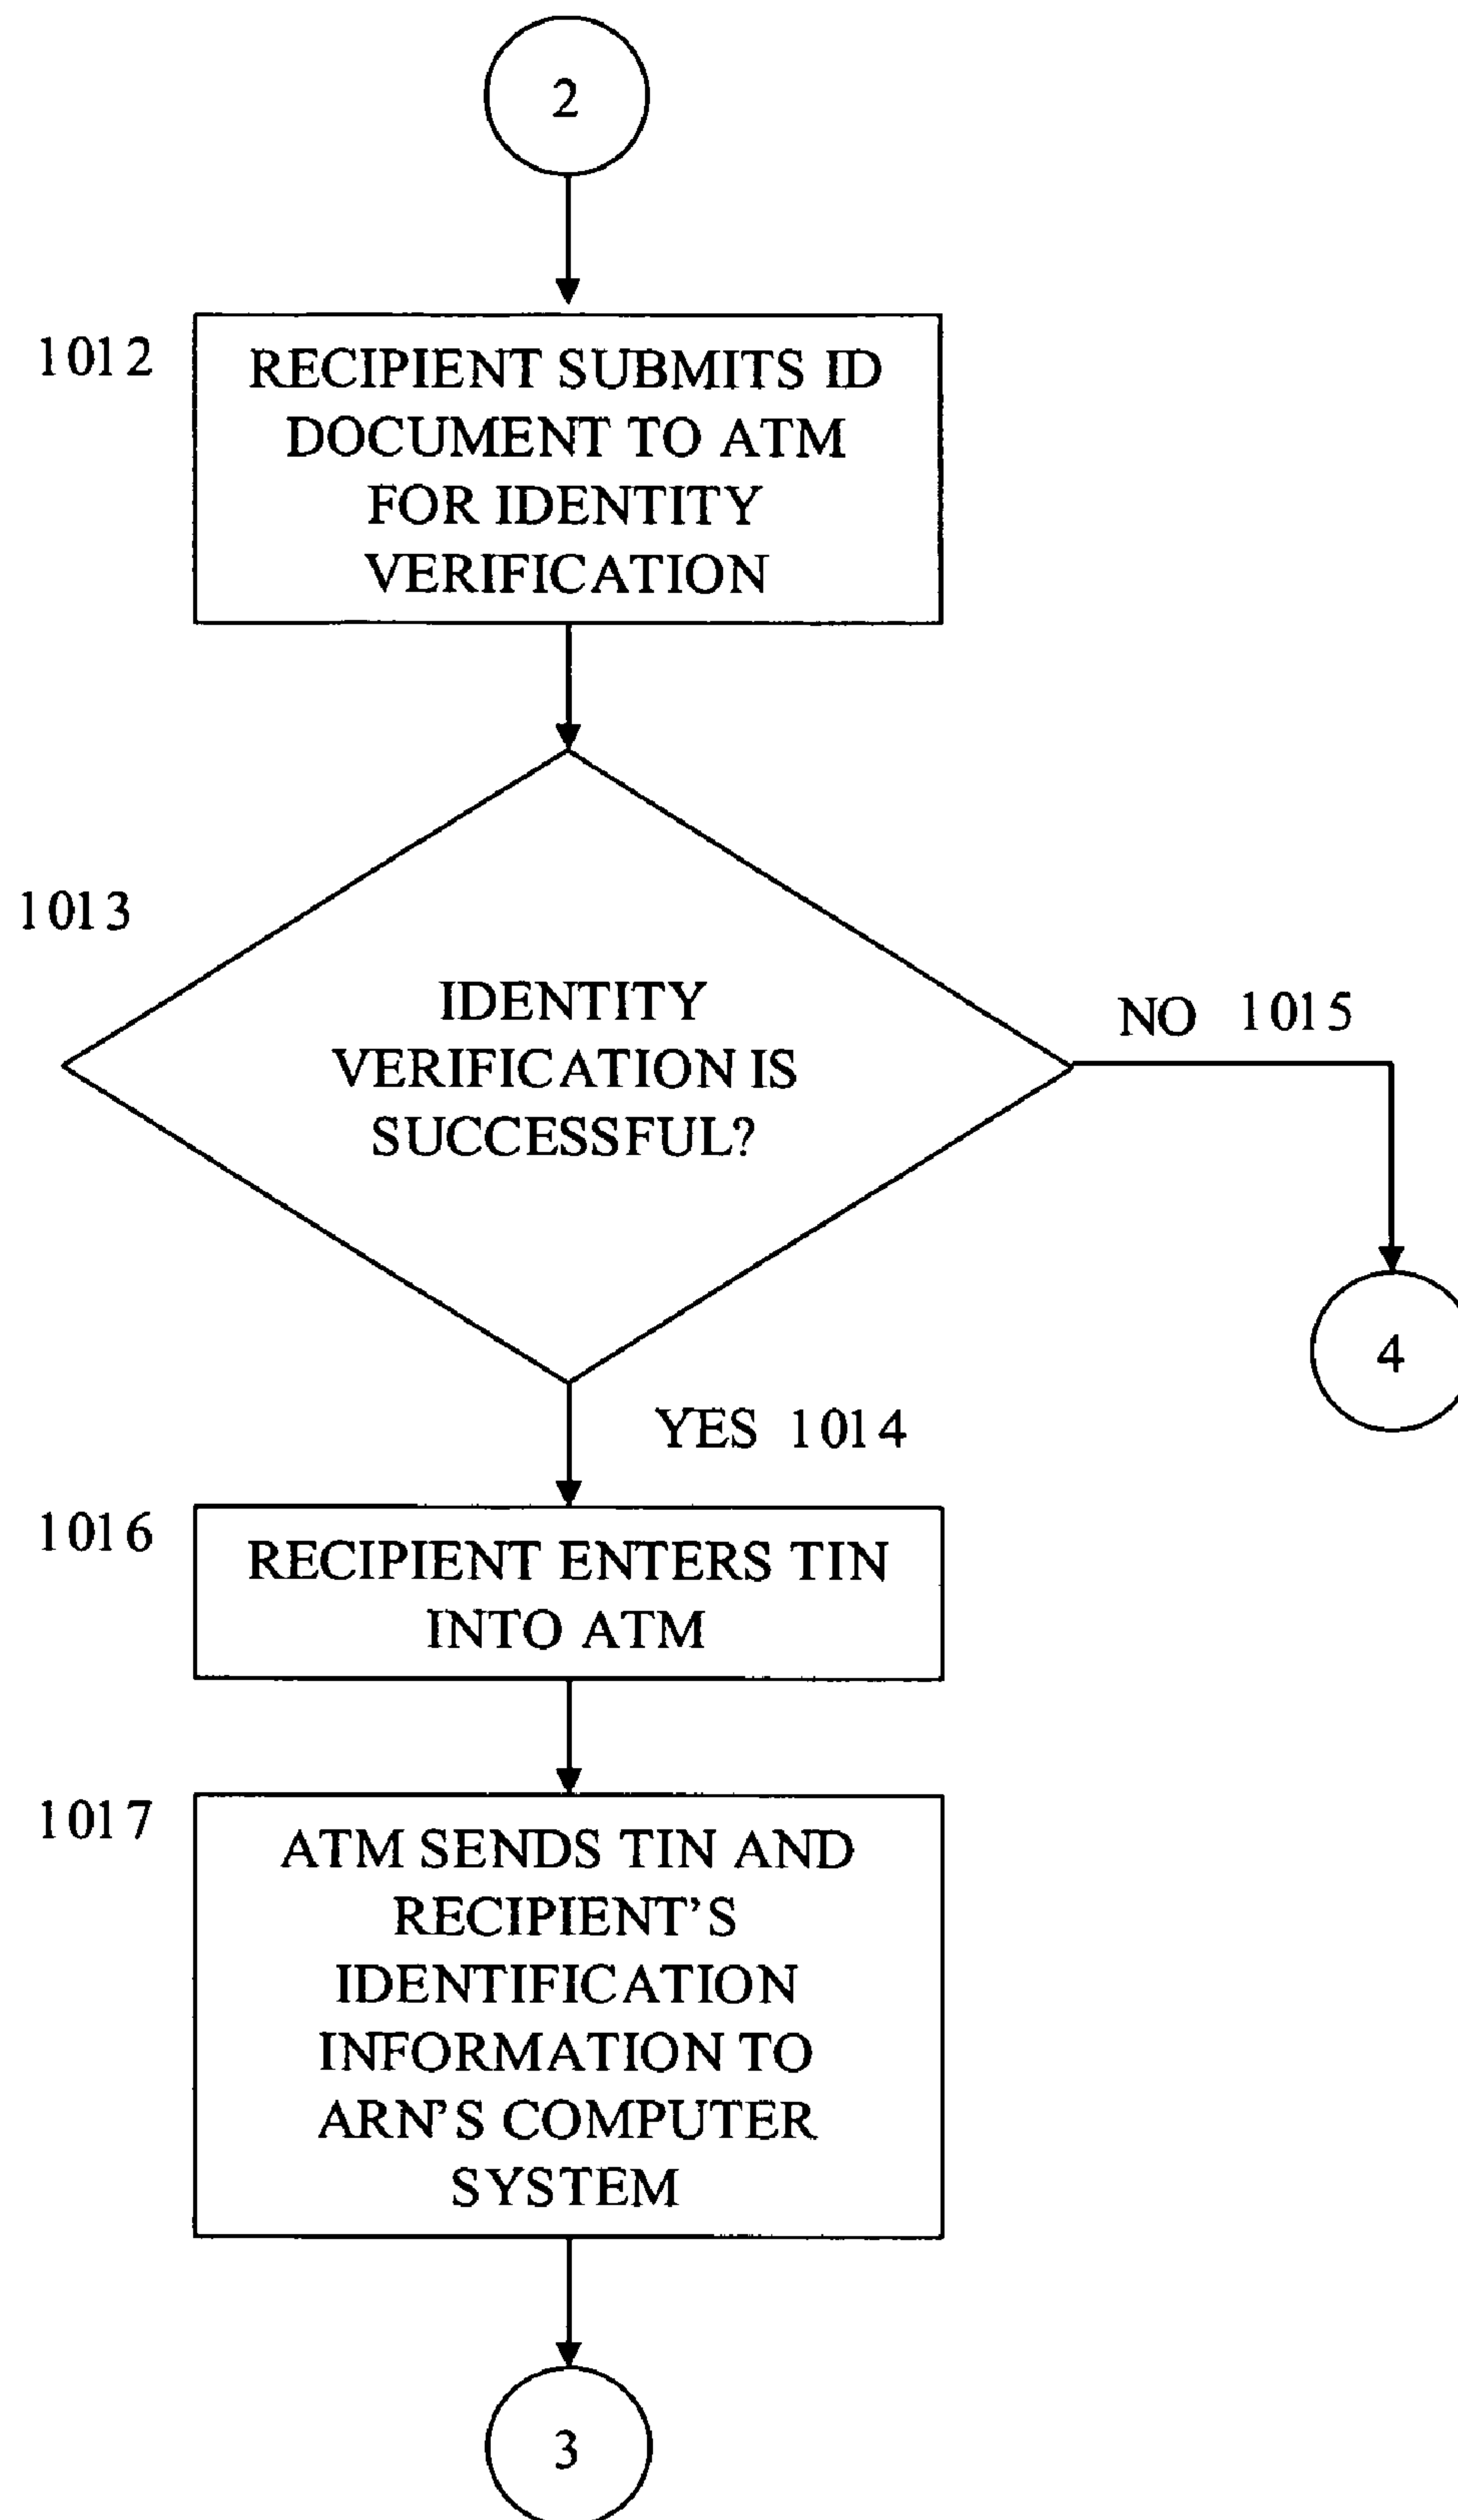 2
1012
RECIPIENT SUBMITS ID
DOCUMENT TO ATM
FOR IDENTITY
VERIFICATION
1013
IDENTITY
VERIFICATION IS
SUCCESSFUL?
NO 1015
4
YES 1014
1016
RECIPIENT ENTERS TIN
INTO ATM
1017
ATM SENDS TIN AND
RECIPIENT'S
IDENTIFICATION
INFORMATION TO
ARN'S COMPUTER
SYSTEM
3